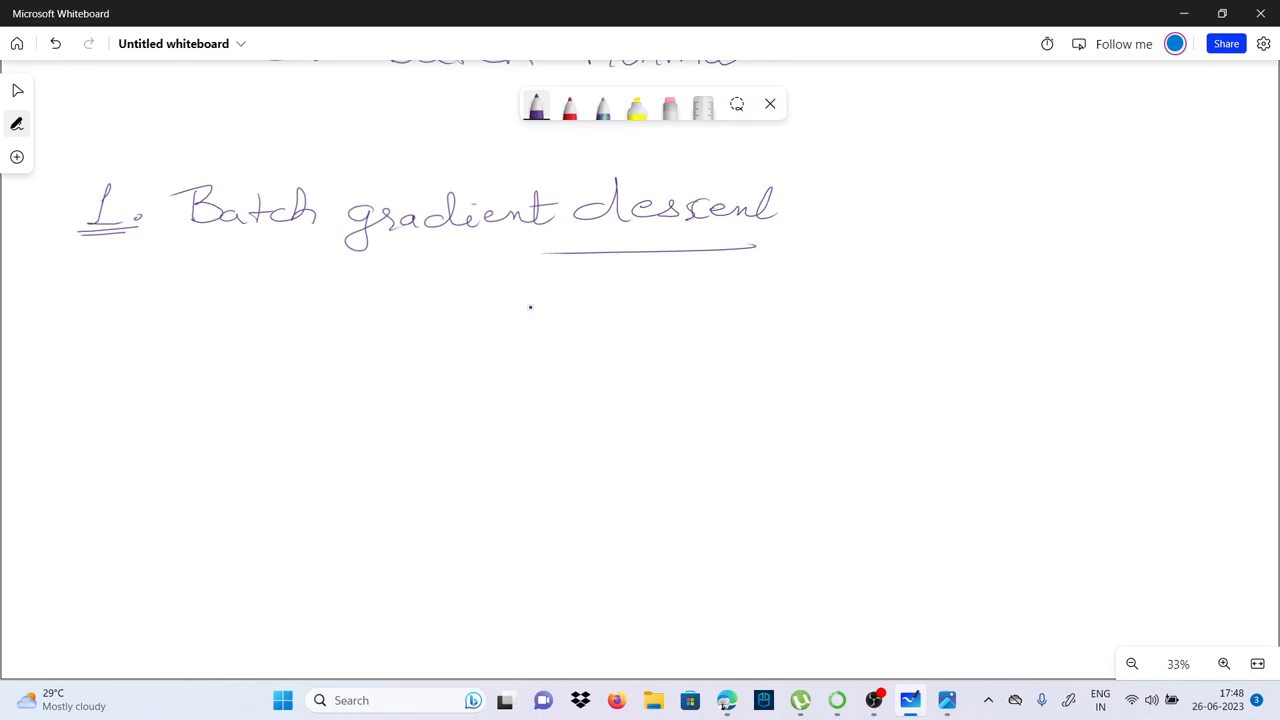 Microsoft Whiteboard
Untitled whiteboard
Follow me
Share
1. Batch gradient descent
33%
29°C
Mostly cloudy
Search
ENG
IN
17:48
26-06-2023
3